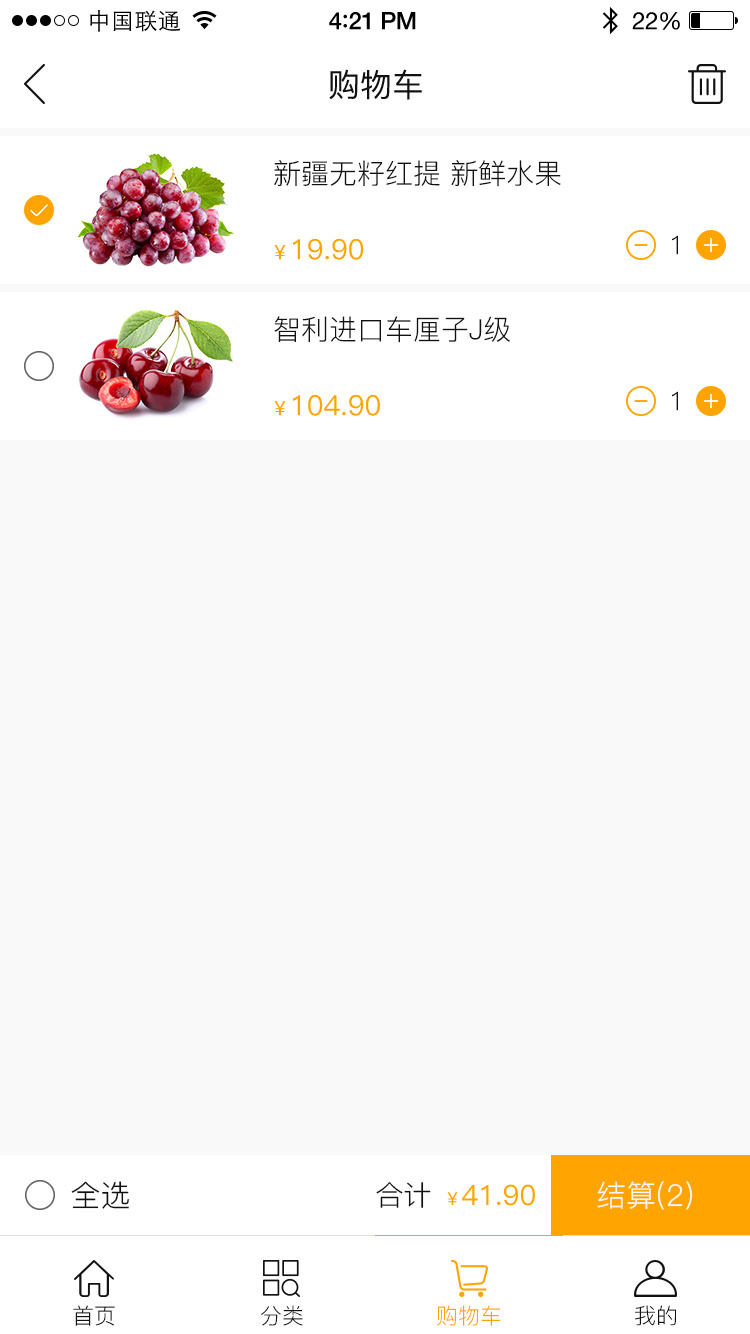 中国联通 4:21 PM 22%
购物车
新疆无籽红提 新鲜水果
¥19.90 1
智利进口车厘子J级
¥104.90 1
全选 合计 ¥41.90 结算(2)
首页 分类 购物车 我的